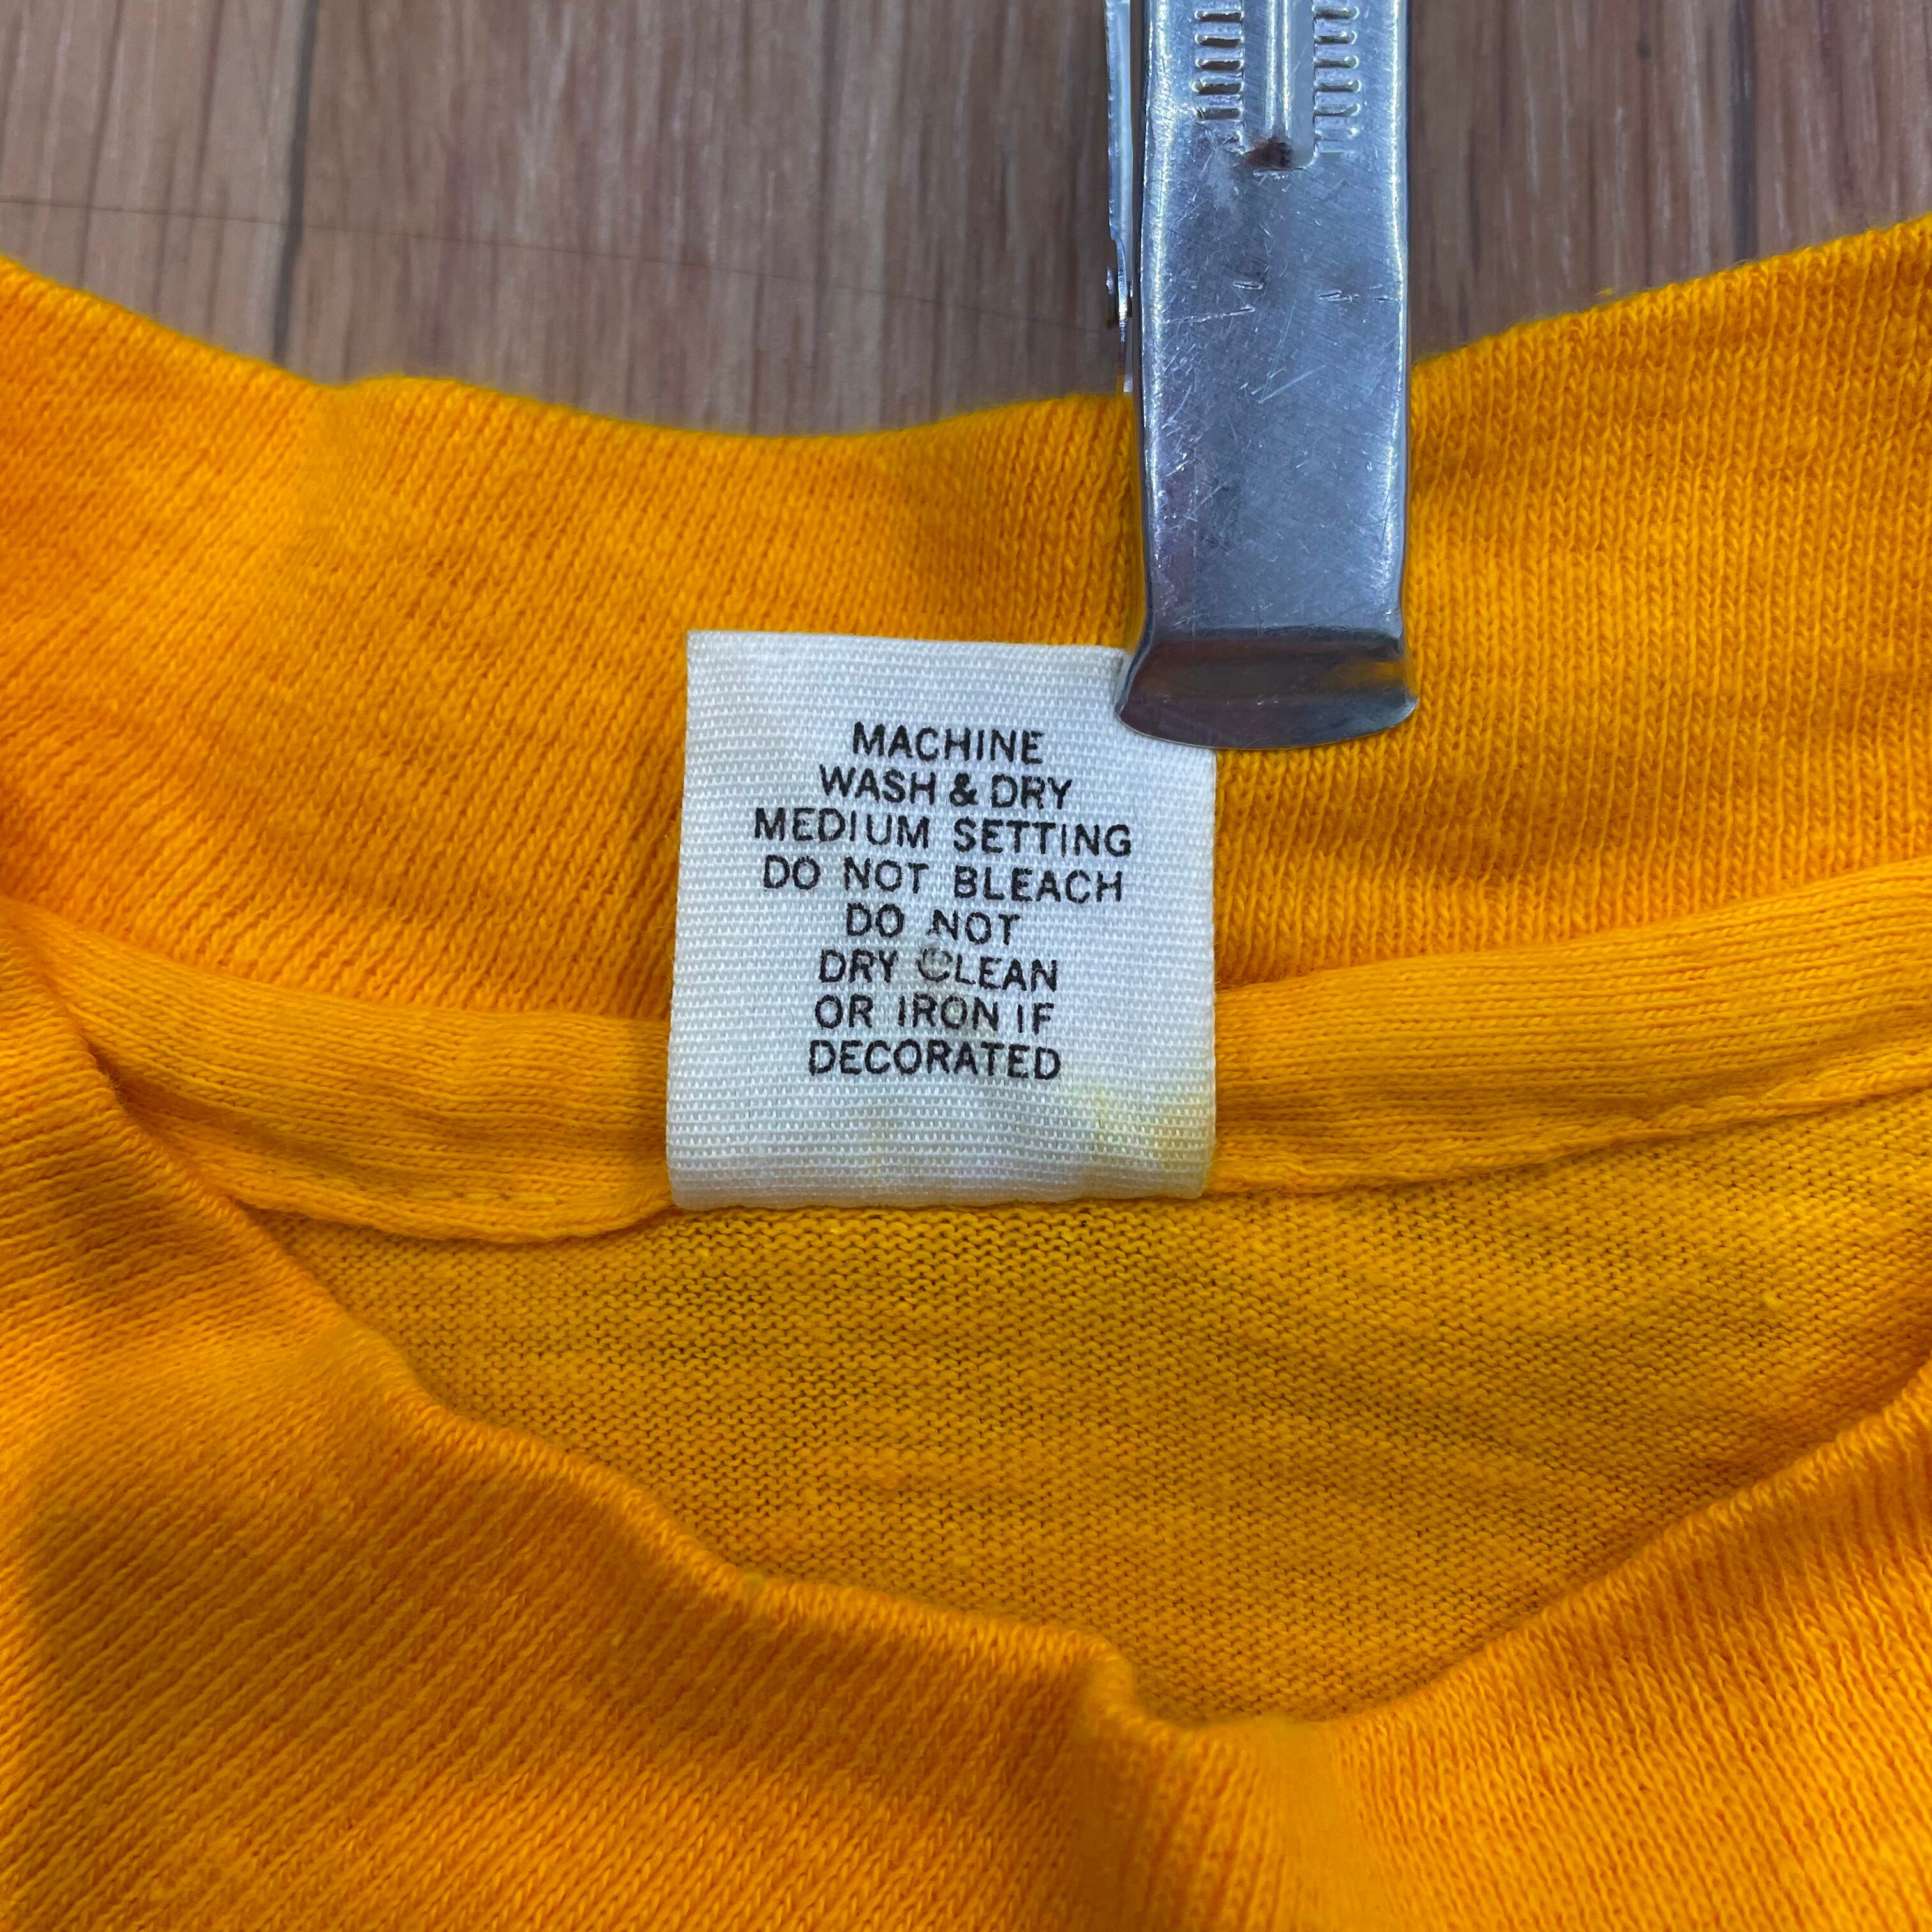 MACHINE
WASH & DRY
MEDIUM SETTING
DO NOT BLEACH
DO NOT
DRY CLEAN
OR IRON IF
DECORATED